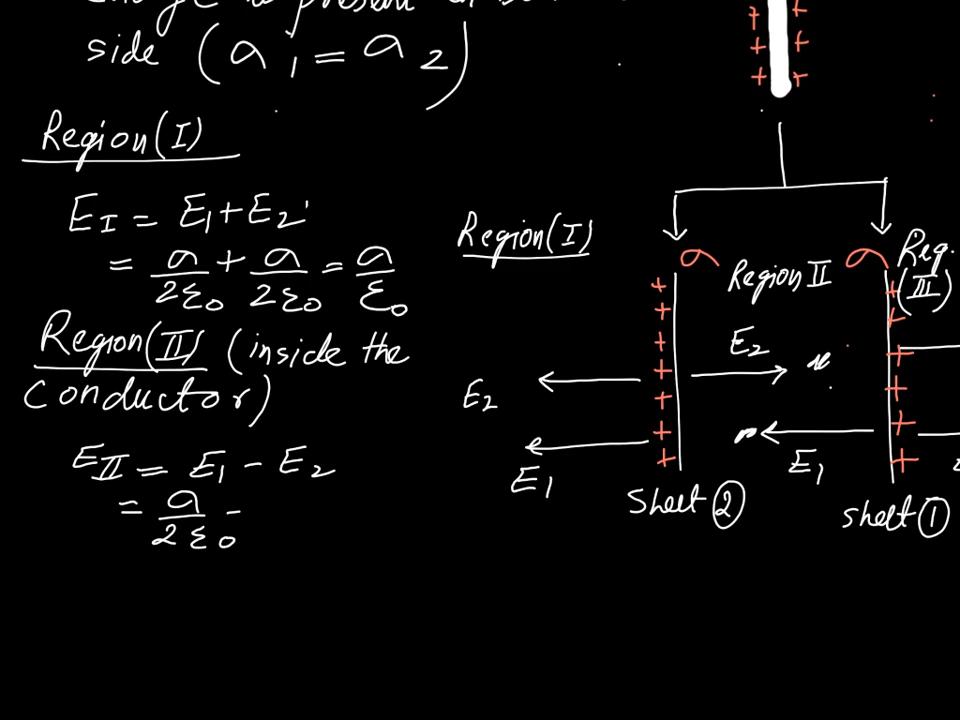 side (σ1 = σ2)
Region(I)
EI = E1 + E2
= σ/2ε0 + σ/2ε0 = σ/ε0
Region(II) (inside the
conductor)
EII = E1 - E2
= σ/2ε0 -
+ +
+ +
+ +
Region(I)
σ
Region II
σ
Reg.
(III)
+
+
+
+
+
+
+
+
+
+
+
+
+
+
E2
E2
E1
E1
Sheet ②
Sheet ①